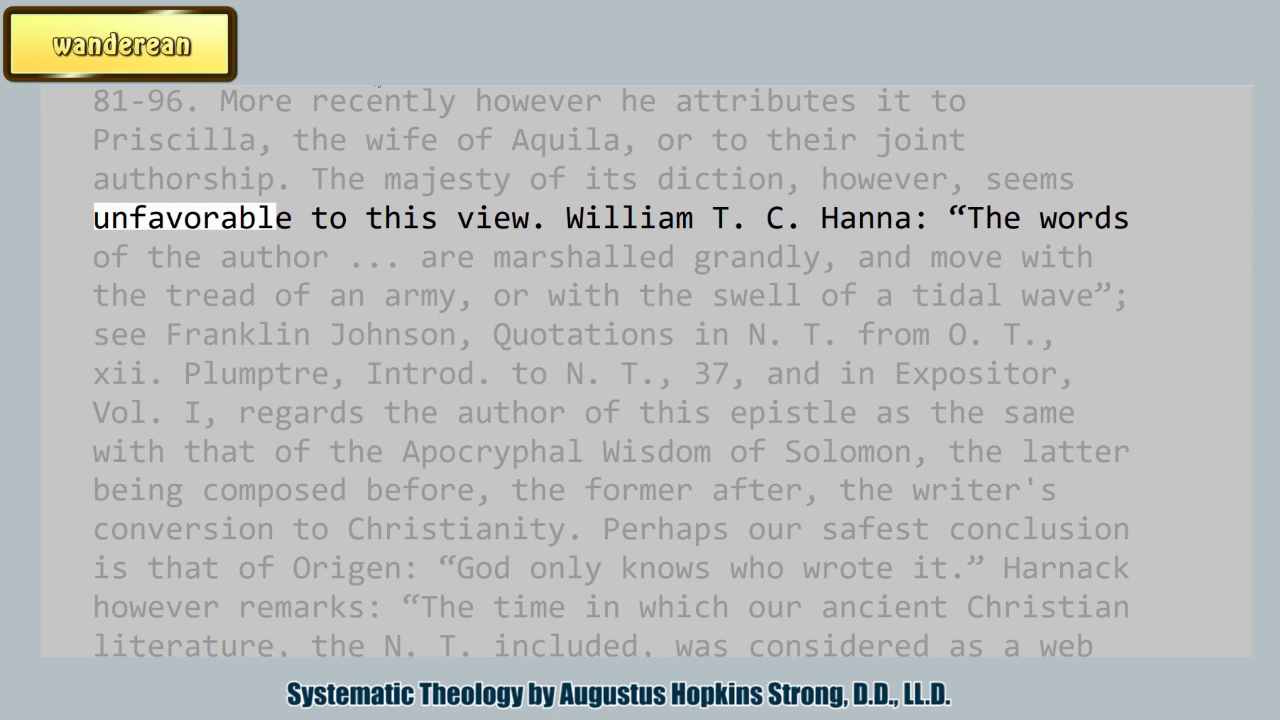 wanderean
81-96. More recently however he attributes it to
Priscilla, the wife of Aquila, or to their joint
authorship. The majesty of its diction, however, seems
unfavorable to this view. William T. C. Hanna: “The words
of the author ... are marshalled grandly, and move with
the tread of an army, or with the swell of a tidal wave”;
see Franklin Johnson, Quotations in N. T. from O. T.,
xii. Plumptre, Introd. to N. T., 37, and in Expositor,
Vol. I, regards the author of this epistle as the same
with that of the Apocryphal Wisdom of Solomon, the latter
being composed before, the former after, the writer's
conversion to Christianity. Perhaps our safest conclusion
is that of Origen: “God only knows who wrote it.” Harnack
however remarks: “The time in which our ancient Christian
literature, the N. T. included, was considered as a web
Systematic Theology by Augustus Hopkins Strong, D.D., LL.D.